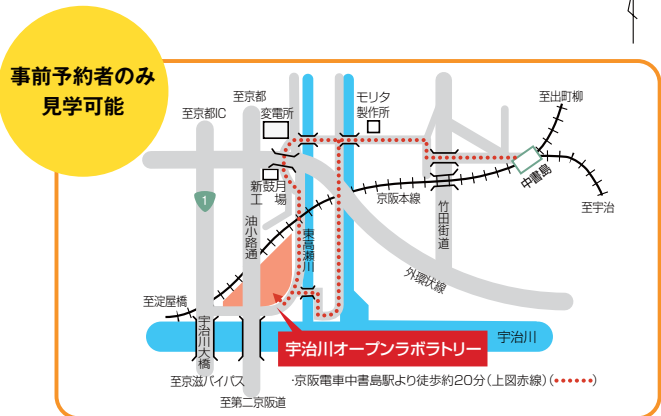 事前予約者のみ
見学可能
至京都
至京都IC
変電所
モリタ
製作所
至出町柳
中書島
至宇治
新鼓月
工場
京阪本線
竹田街道
1
油小路通
東高瀬川
外環状線
至淀屋橋
宇治川大橋
宇治川オープンラボラトリー
宇治川
至京滋バイパス
至第二京阪道
・京阪電車中書島駅より徒歩約20分(上図赤線)(••••••)